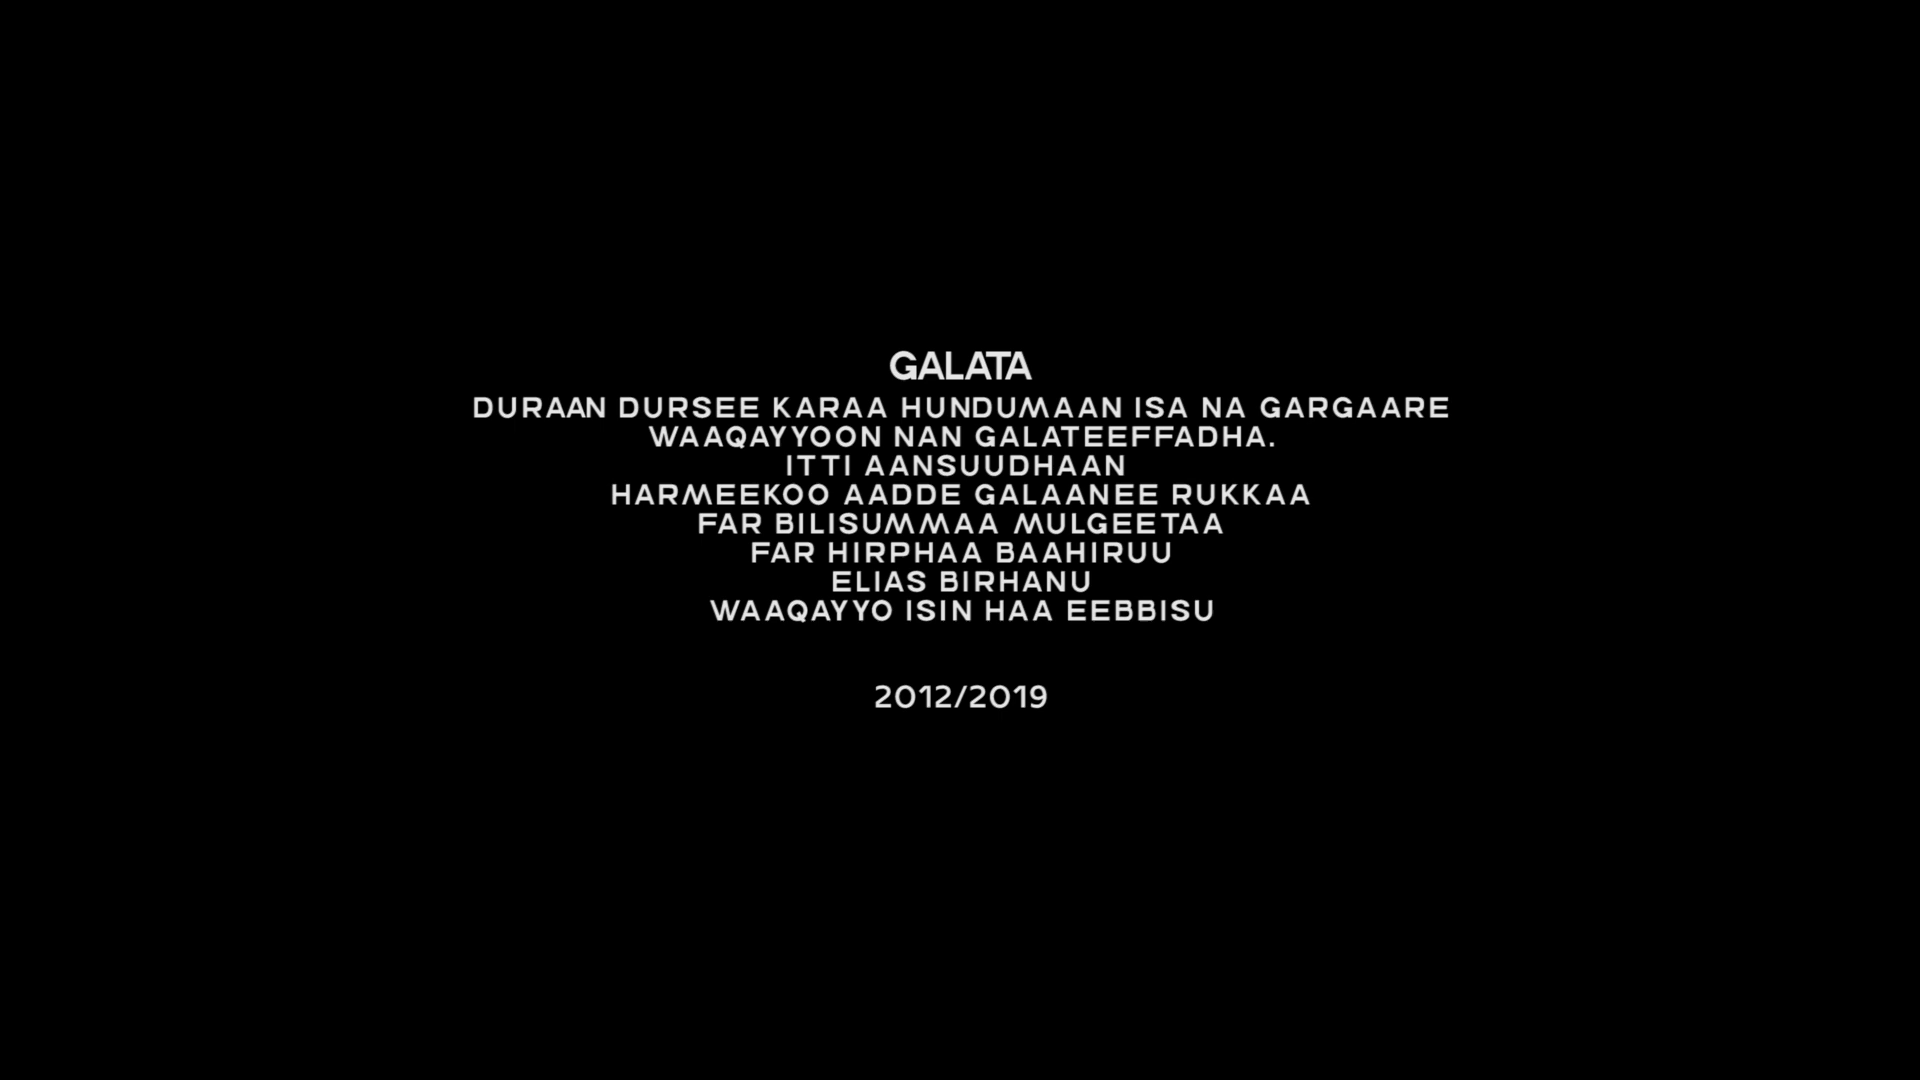 GALATA
DURAAN DURSEE KARAA HUNDUMAAN ISA NA GARGAARE
WAAQAYYOON NAN GALATEEFFADHA.
ITTI AANSUUDHAAN
HARMEEKOO AADDE GALAANEE RUKKAA
FAR BILISUMMAA MULGEETAA
FAR HIRPHAA BAAHIRUU
ELIAS BIRHANU
WAAQAYYO ISIN HAA EEBBISU
2012/2019